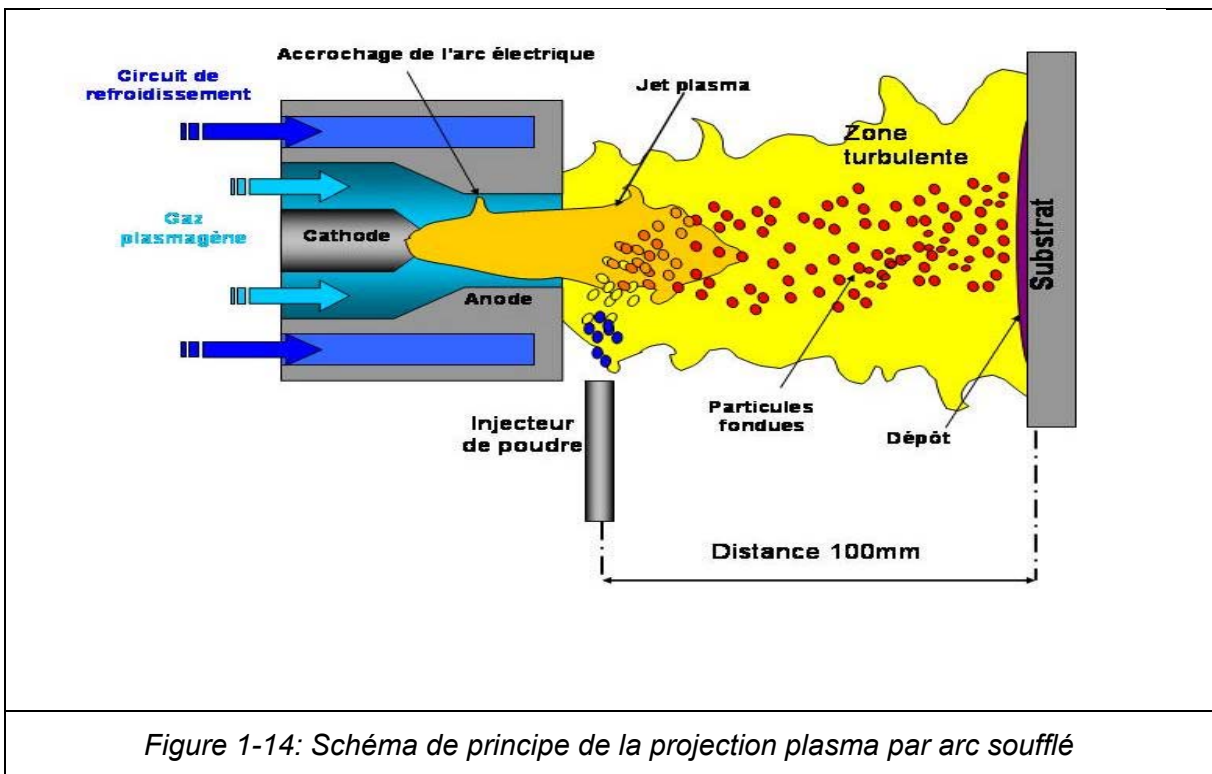 Accrochage de l'arc électrique
Circuit de
refroidissement
Jet plasma
Zone
turbulente
Gaz
plasmagène
Cathode
Anode
Substrat
Injecteur
de poudre
Particules
fondues
Dépôt
Distance 100mm
Figure 1-14: Schéma de principe de la projection plasma par arc soufflé